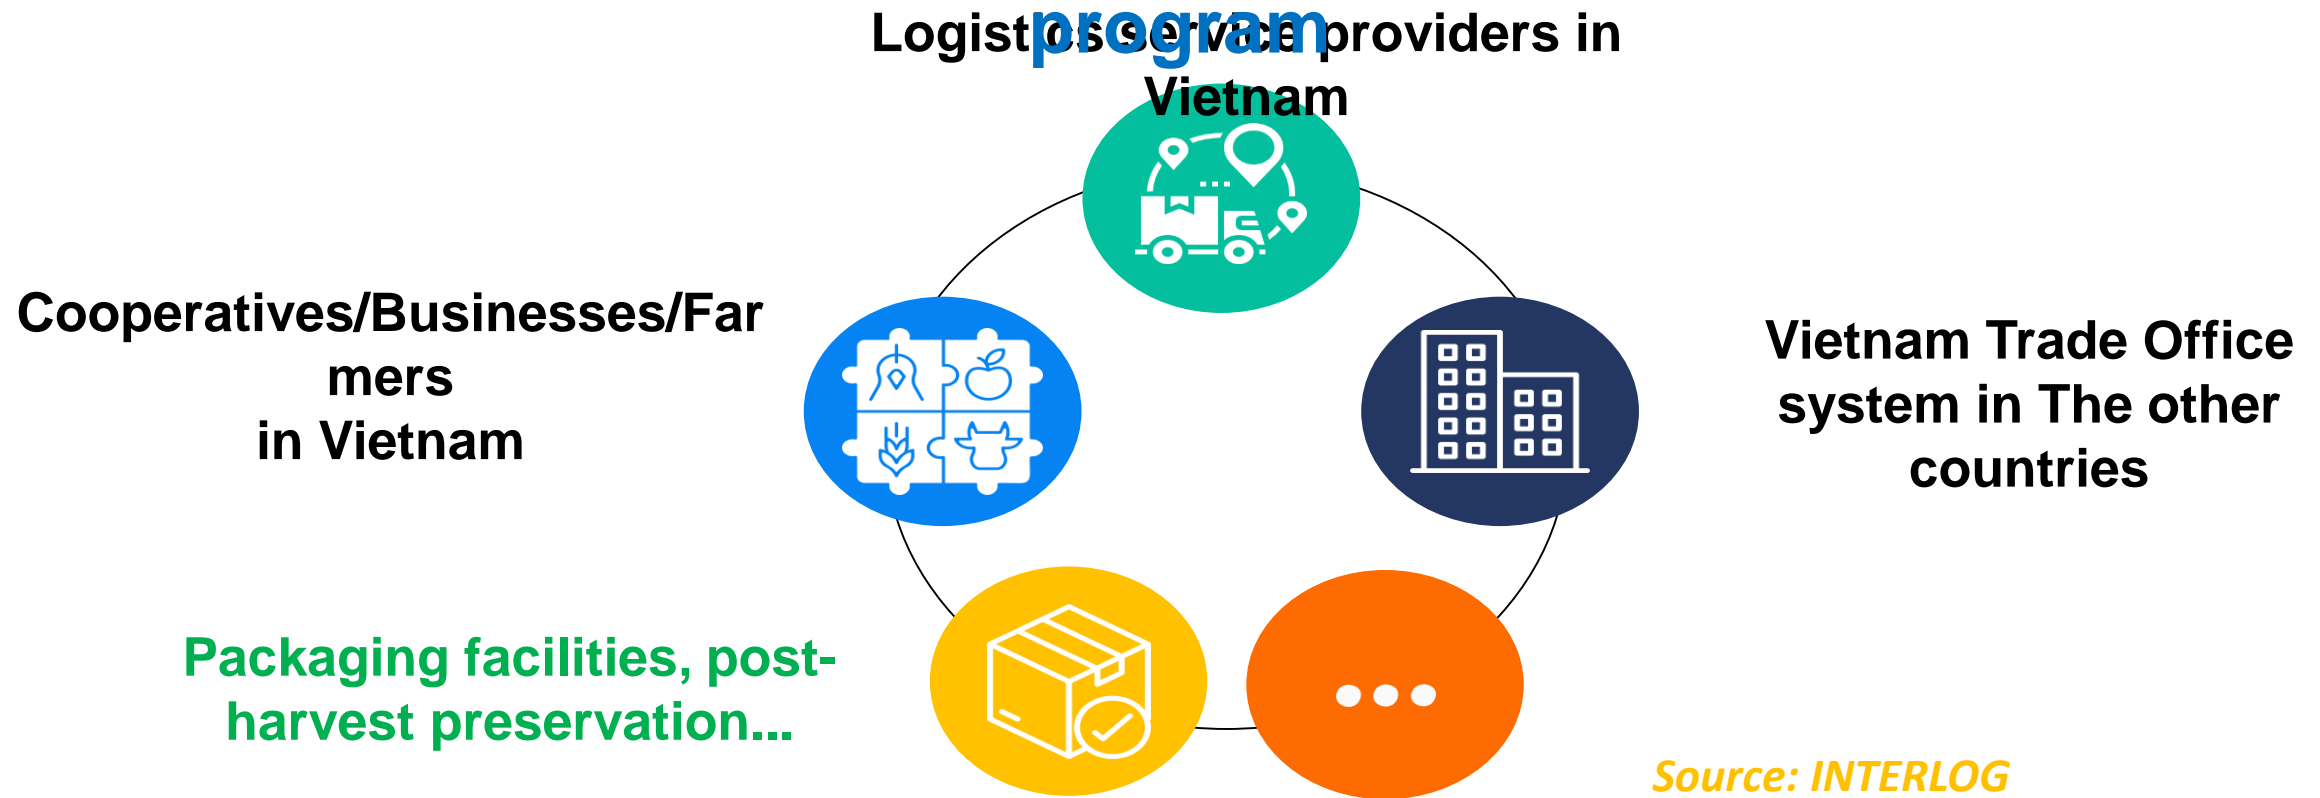 program
Logistics service providers in
Vietnam
Cooperatives/Businesses/Far
mers
in Vietnam
Vietnam Trade Office
system in The other
countries
Packaging facilities, post-
harvest preservation...
Source: INTERLOG